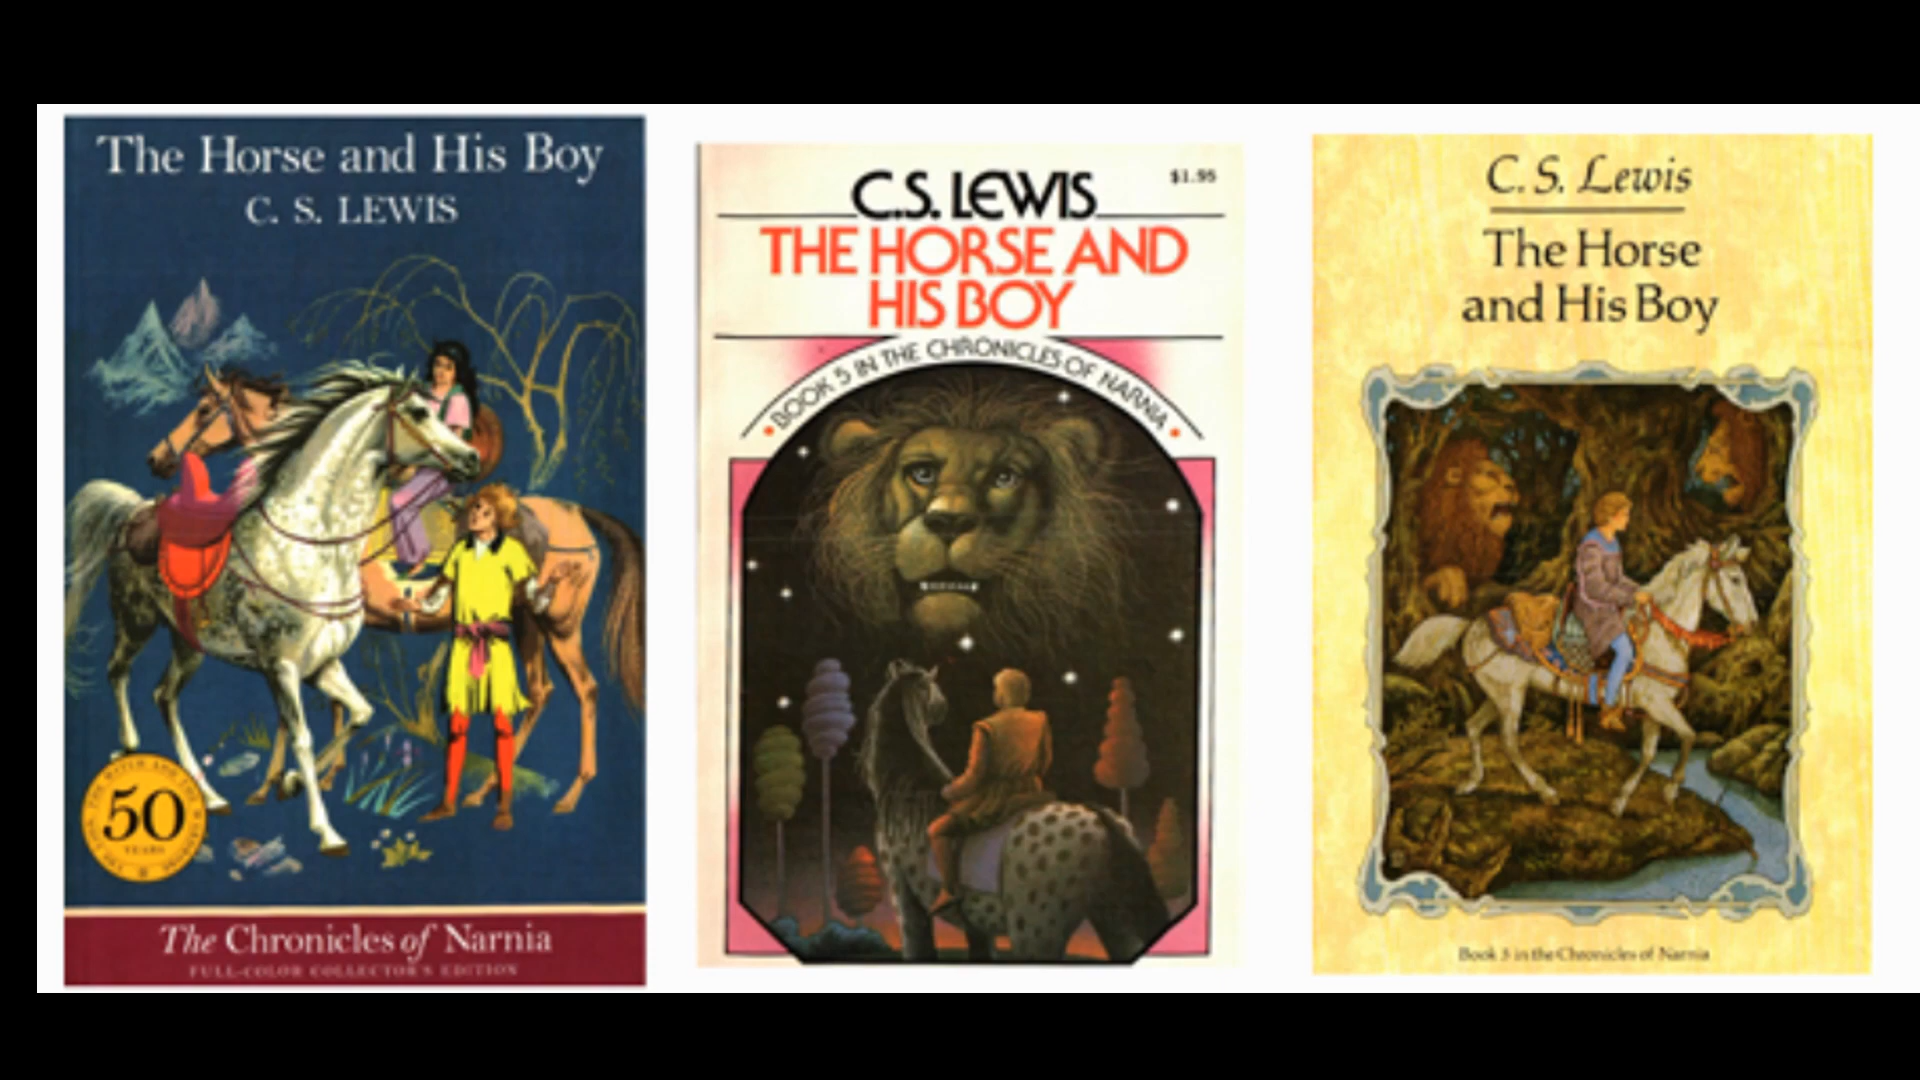 The Horse and His Boy
C. S. LEWIS
50
YEARS
The Chronicles of Narnia
FULL-COLOR COLLECTOR'S EDITION
$1.95
C.S. LEWIS
THE HORSE AND
HIS BOY
• BOOK 5 IN THE CHRONICLES OF NARNIA •
C. S. Lewis
The Horse
and His Boy
Book 5 in the Chronicles of Narnia